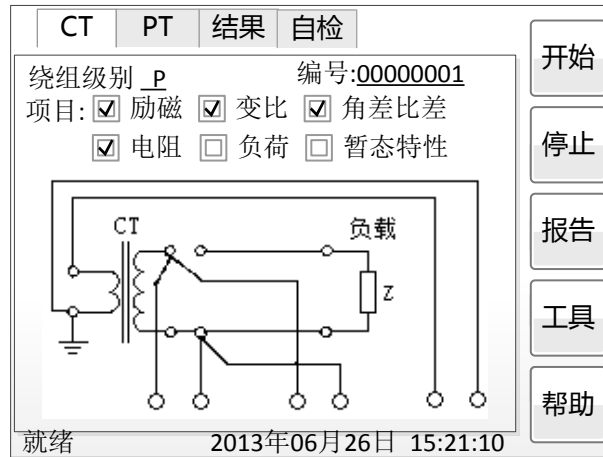 CT PT 结果 自检
绕组级别 P 编号:00000001
项目: 励磁 变比 角差比差
电阻 负荷 暂态特性
CT 负载
Z
就绪 2013年06月26日 15:21:10
开始
停止
报告
工具
帮助